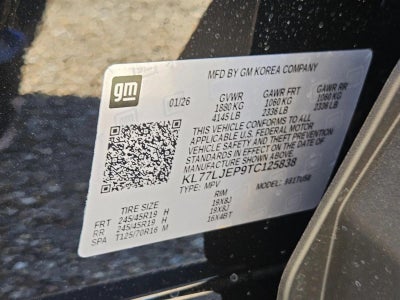 gm
MFD BY GM KOREA COMPANY
01/26 GVWR GAWR FRT GAWR RR
1880 KG 1060 KG 1060 KG
4145 LB 2336 LB 2336 LB
THIS VEHICLE CONFORMS TO ALL
APPLICABLE U.S. FEDERAL MOTOR
VEHICLE SAFETY AND THEFT PREVENTION
STANDARDS IN EFFECT ON THE DATE OF
MANUFACTURE SHOWN ABOVE.
KL77LJEP9TC125838
TYPE: MPV MODEL:
TIRE SIZE RIM
FRT 245/45R19 H 19X8J
RR 245/45R19 H 19X8J
SPA T125/70R16 M 16X4BT